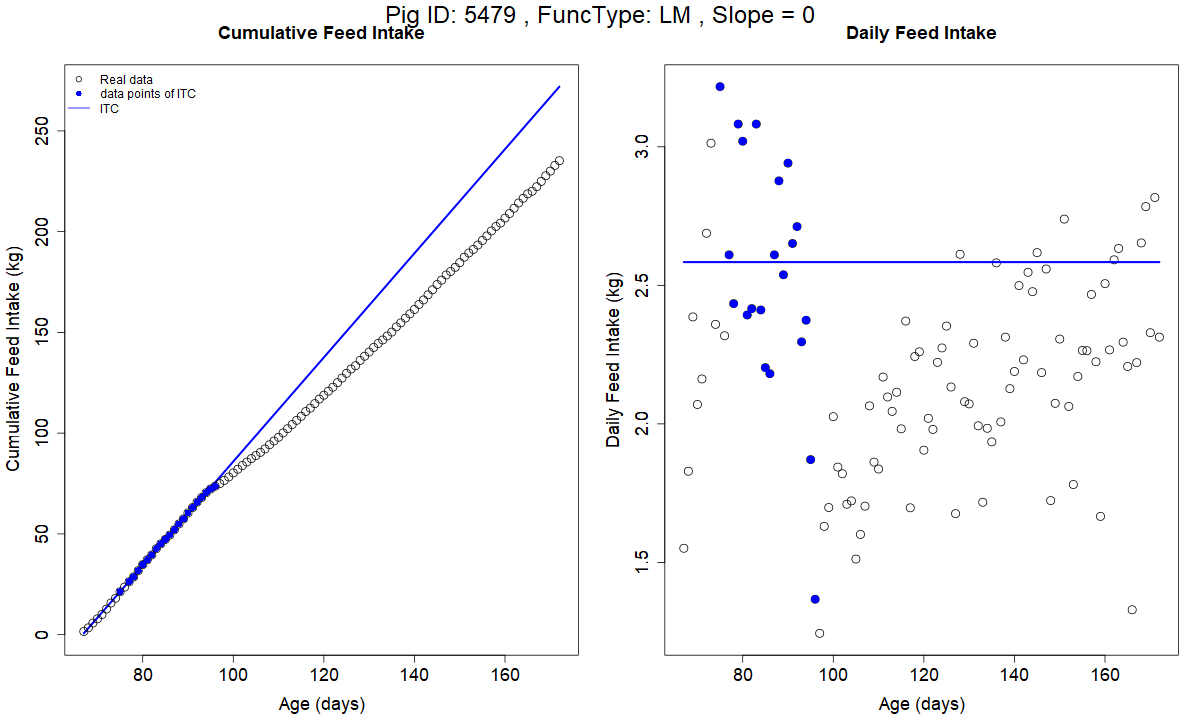 Pig ID: 5479 , FuncType: LM , Slope = 0
Cumulative Feed Intake
Daily Feed Intake
Real data
data points of ITC
ITC
Cumulative Feed Intake (kg)
0
50
100
150
200
250
80
100
120
140
160
Age (days)
Daily Feed Intake (kg)
1.5
2.0
2.5
3.0
80
100
120
140
160
Age (days)